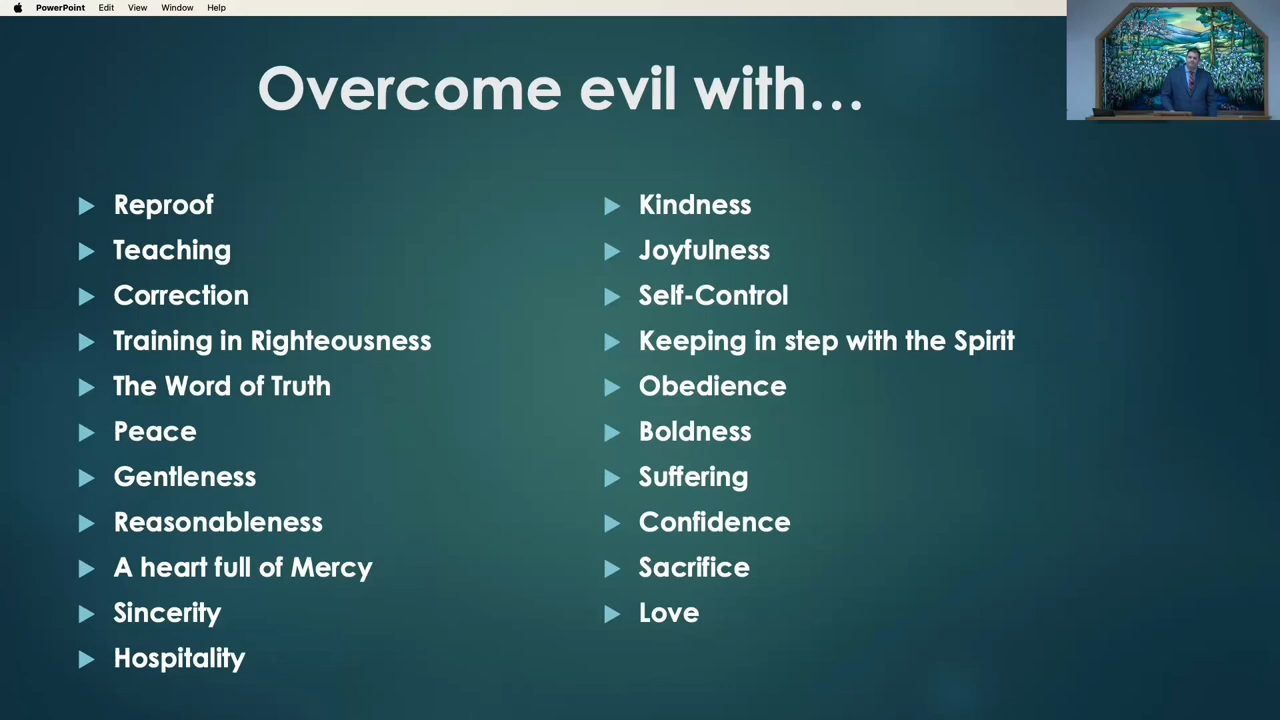 PowerPoint Edit View Window Help
Overcome evil with...
Reproof
Teaching
Correction
Training in Righteousness
The Word of Truth
Peace
Gentleness
Reasonableness
A heart full of Mercy
Sincerity
Hospitality
Kindness
Joyfulness
Self-Control
Keeping in step with the Spirit
Obedience
Boldness
Suffering
Confidence
Sacrifice
Love